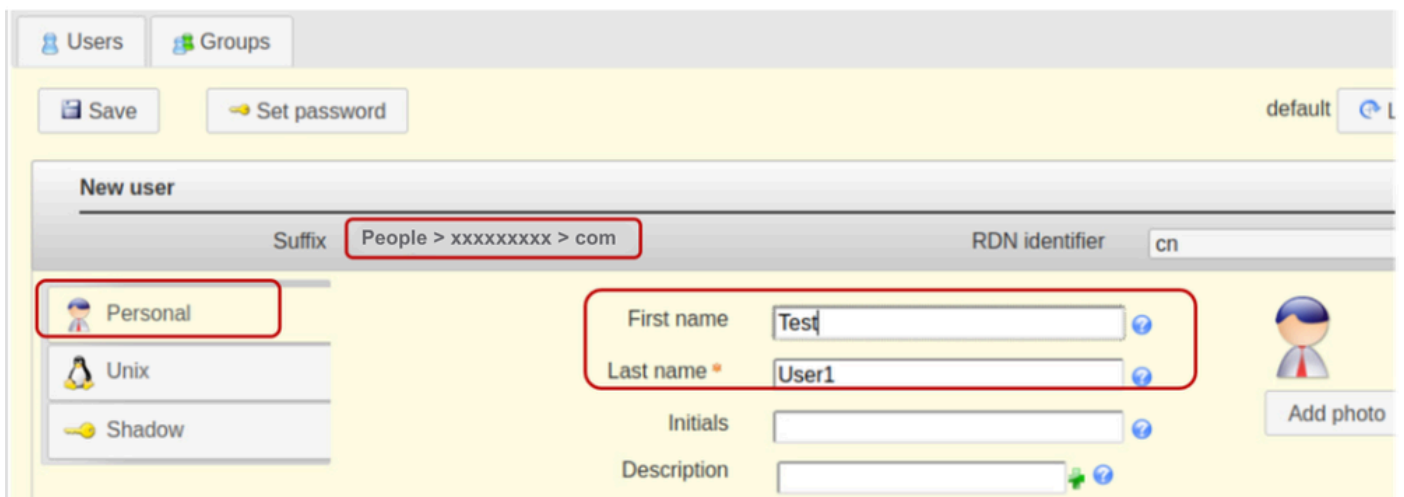 Users Groups
Save Set password default
New user
Suffix People > xxxxxxxxx > com RDN identifier cn
Personal
First name Test
Unix
Last name * User1
Shadow
Initials
Add photo
Description